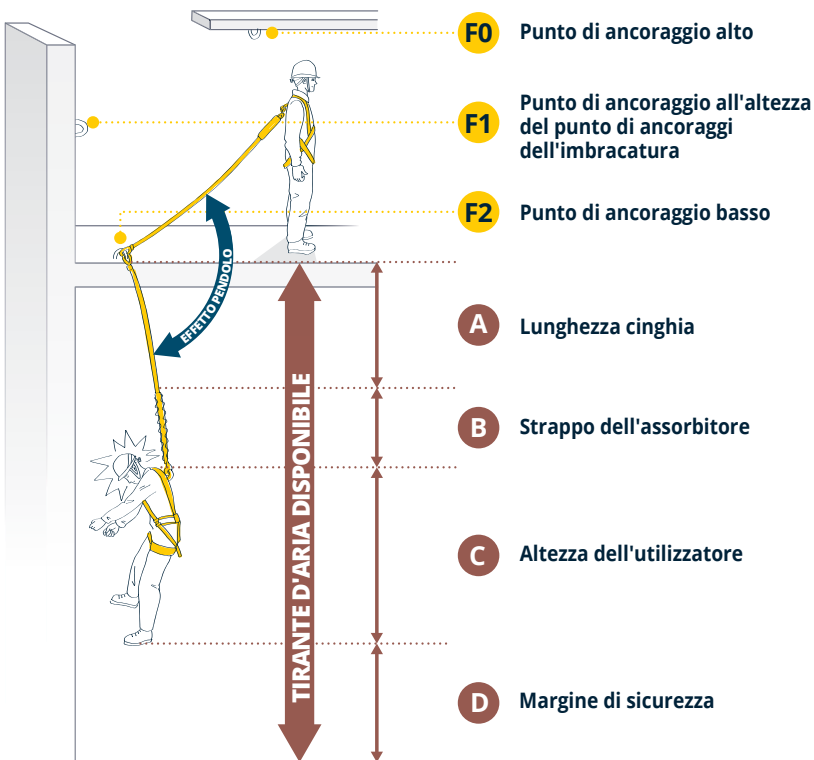 F0 Punto di ancoraggio alto
F1 Punto di ancoraggio all'altezza
del punto di ancoraggi
dell'imbracatura
F2 Punto di ancoraggio basso
EFFETTO PENDOLO
TIRANTE D'ARIA DISPONIBILE
A Lunghezza cinghia
B Strappo dell'assorbitore
C Altezza dell'utilizzatore
D Margine di sicurezza